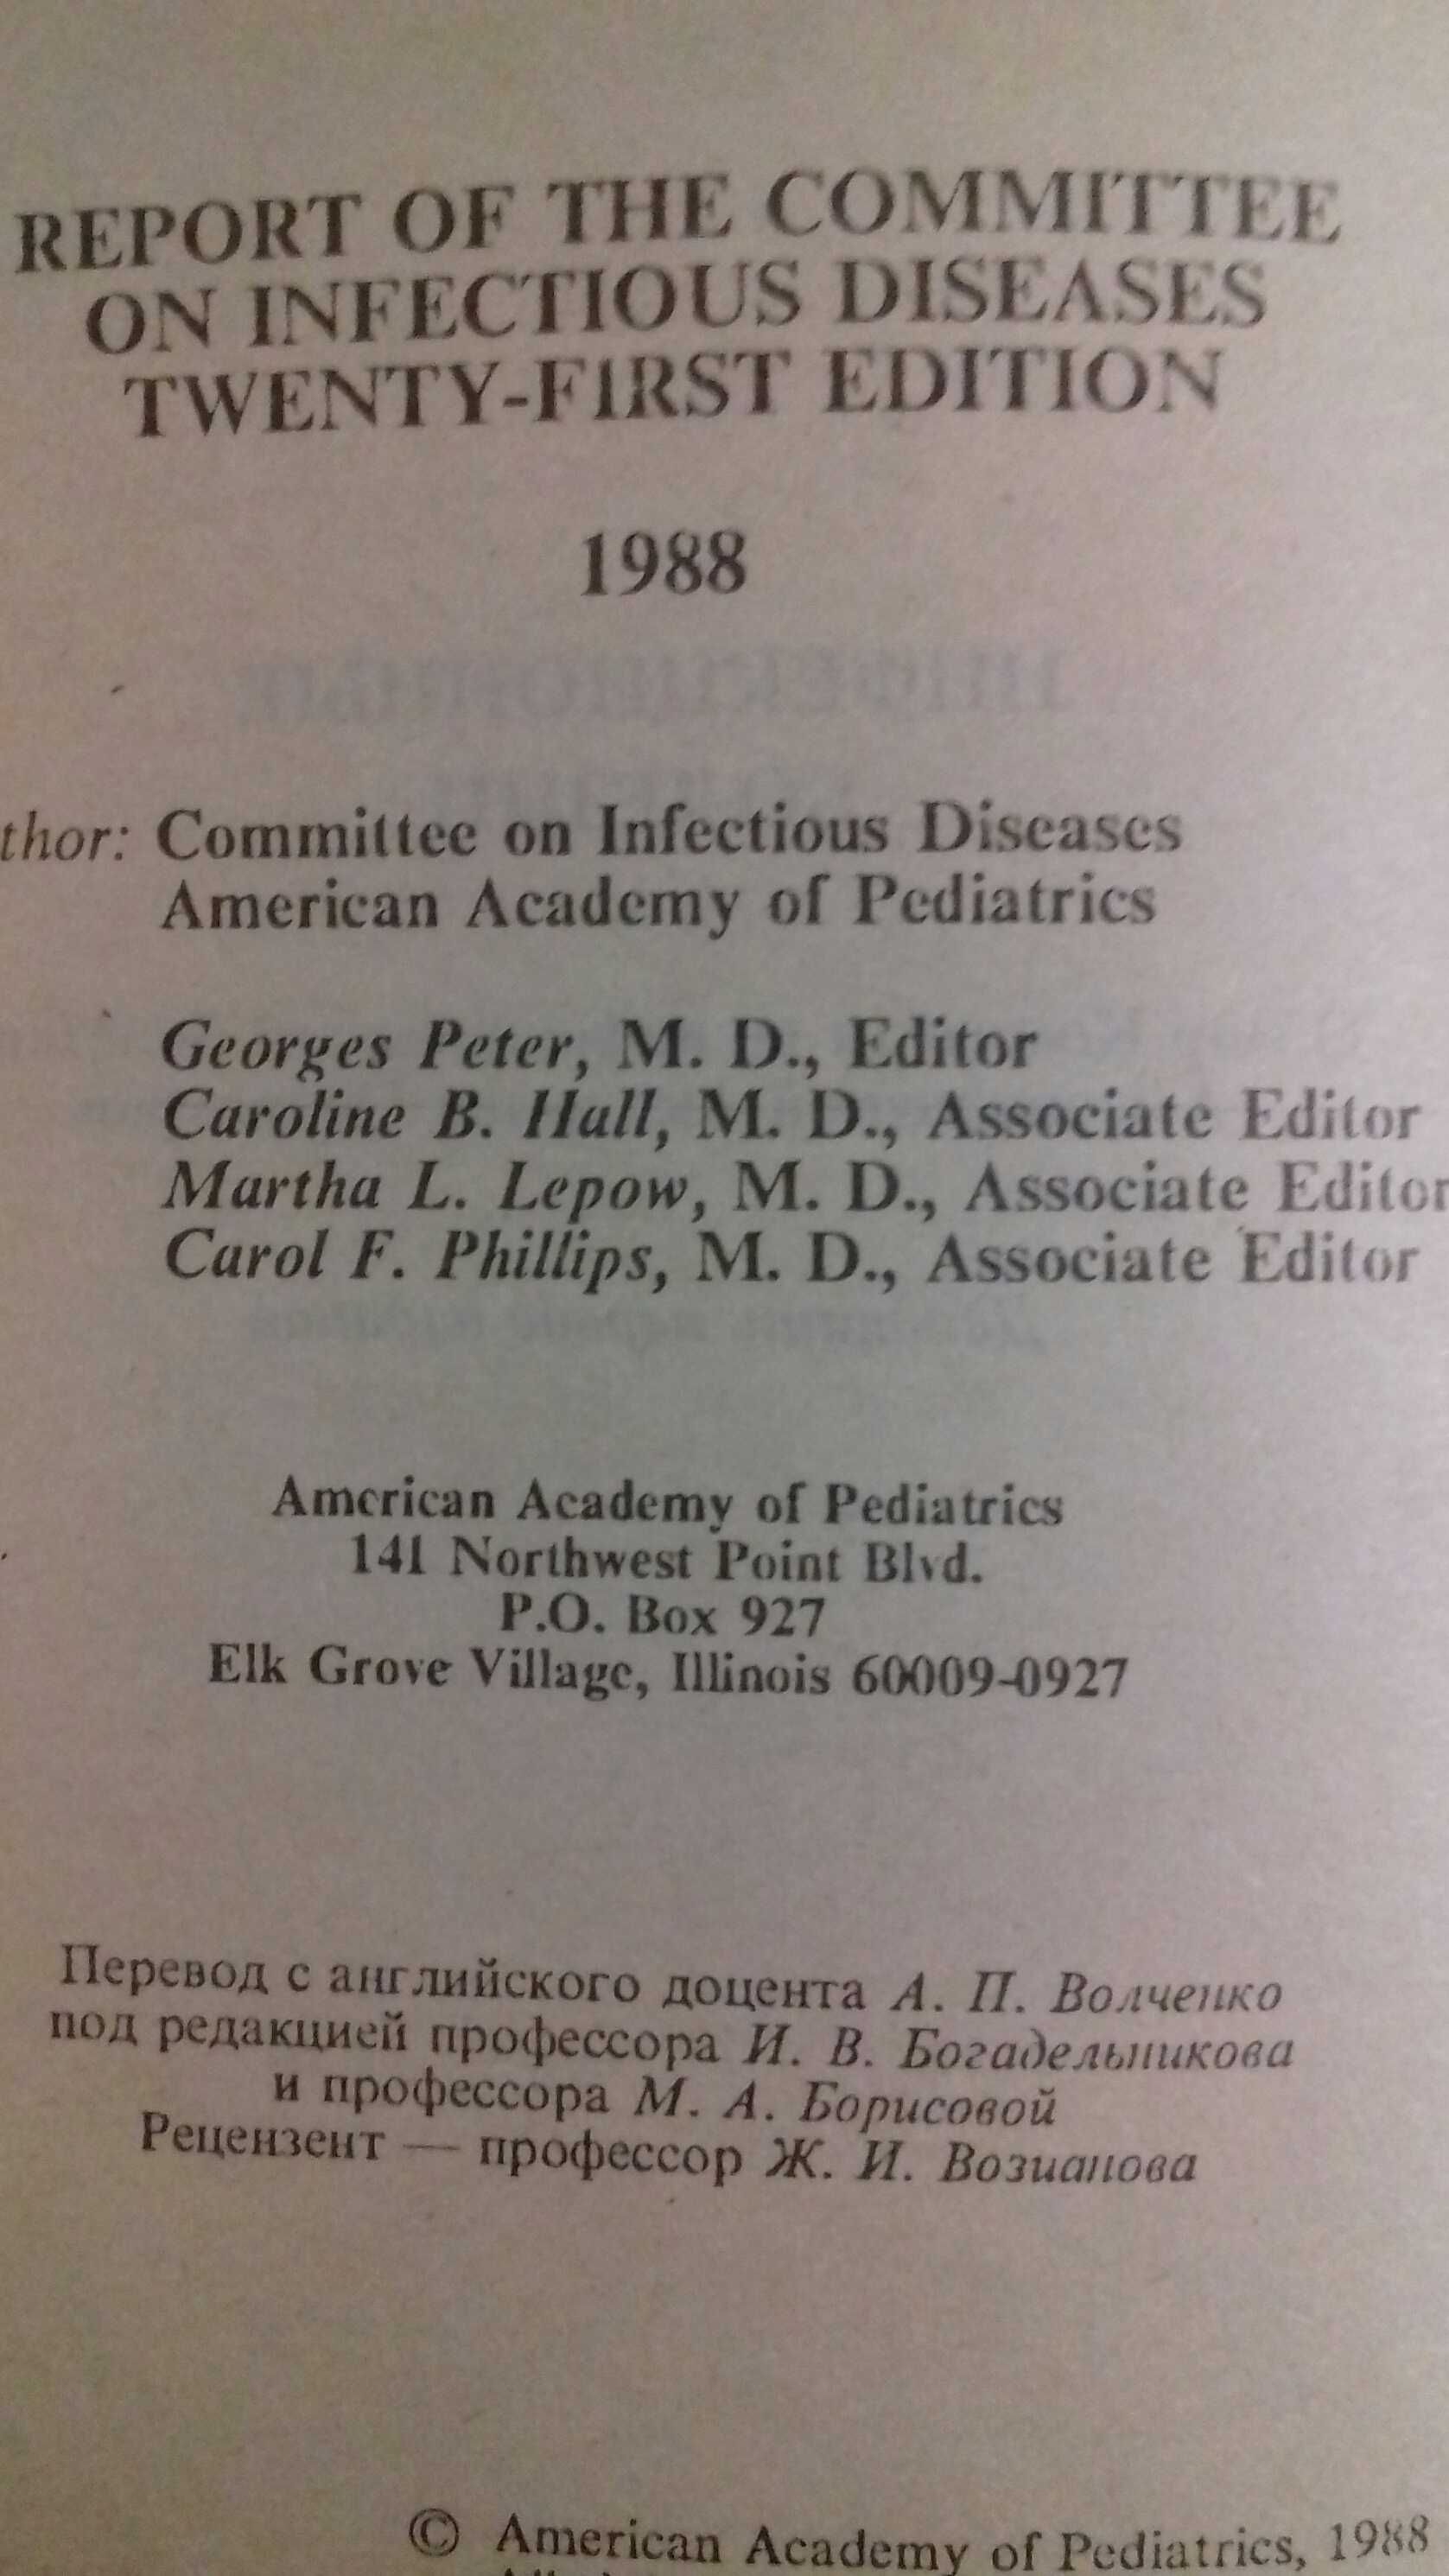 REPORT OF THE COMMITTEE
ON INFECTIOUS DISEASES
TWENTY-FIRST EDITION
1988
thor: Committee on Infectious Diseases
American Academy of Pediatrics
Georges Peter, M. D., Editor
Caroline B. Hall, M. D., Associate Editor
Martha L. Lepow, M. D., Associate Editor
Carol F. Phillips, M. D., Associate Editor
American Academy of Pediatrics
141 Northwest Point Blvd.
P.O. Box 927
Elk Grove Village, Illinois 60009-0927
Перевод с английского доцента А. П. Волченко
под редакцией профессора И. В. Богадельникова
и профессора М. А. Борисовой
Рецензент — профессор Ж. И. Возианова
© American Academy of Pediatrics, 1988